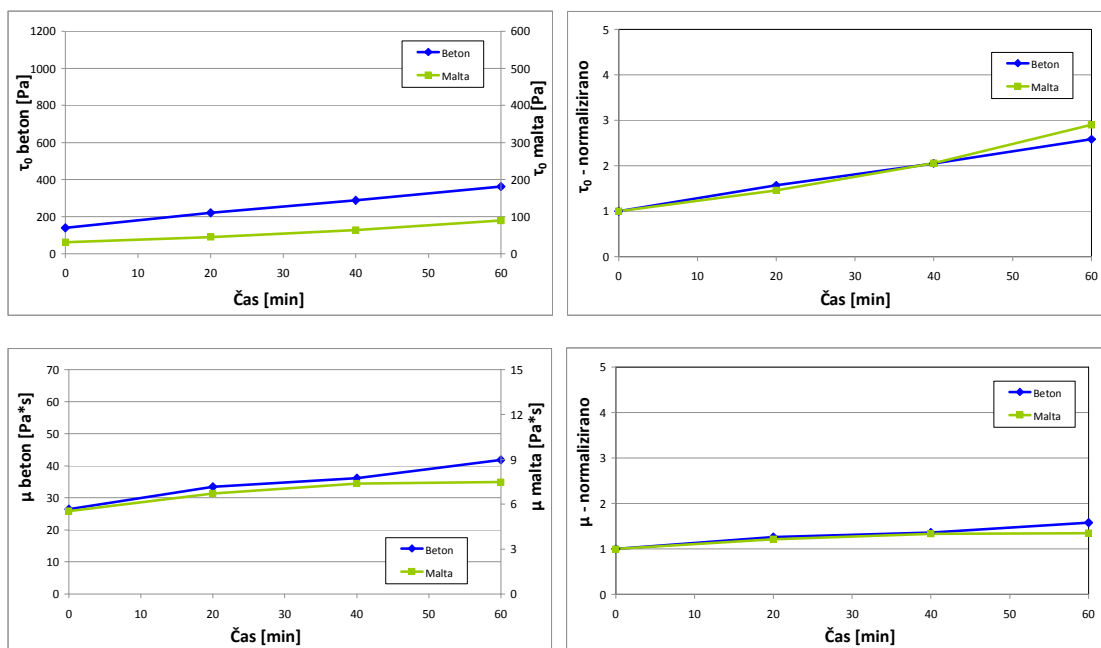 τ₀ beton [Pa]
1200
1000
800
600
400
200
0
600
500
400
300
200
100
0
τ₀ malta [Pa]
Beton
Malta
0 10 20 30 40 50 60
Čas [min]
τ₀ - normalizirano
5
4
3
2
1
0
Beton
Malta
0 10 20 30 40 50 60
Čas [min]
μ beton [Pa*s]
70
60
50
40
30
20
10
0
15
12
9
6
3
0
μ malta [Pa*s]
Beton
Malta
0 10 20 30 40 50 60
Čas [min]
μ - normalizirano
5
4
3
2
1
0
Beton
Malta
0 10 20 30 40 50 60
Čas [min]